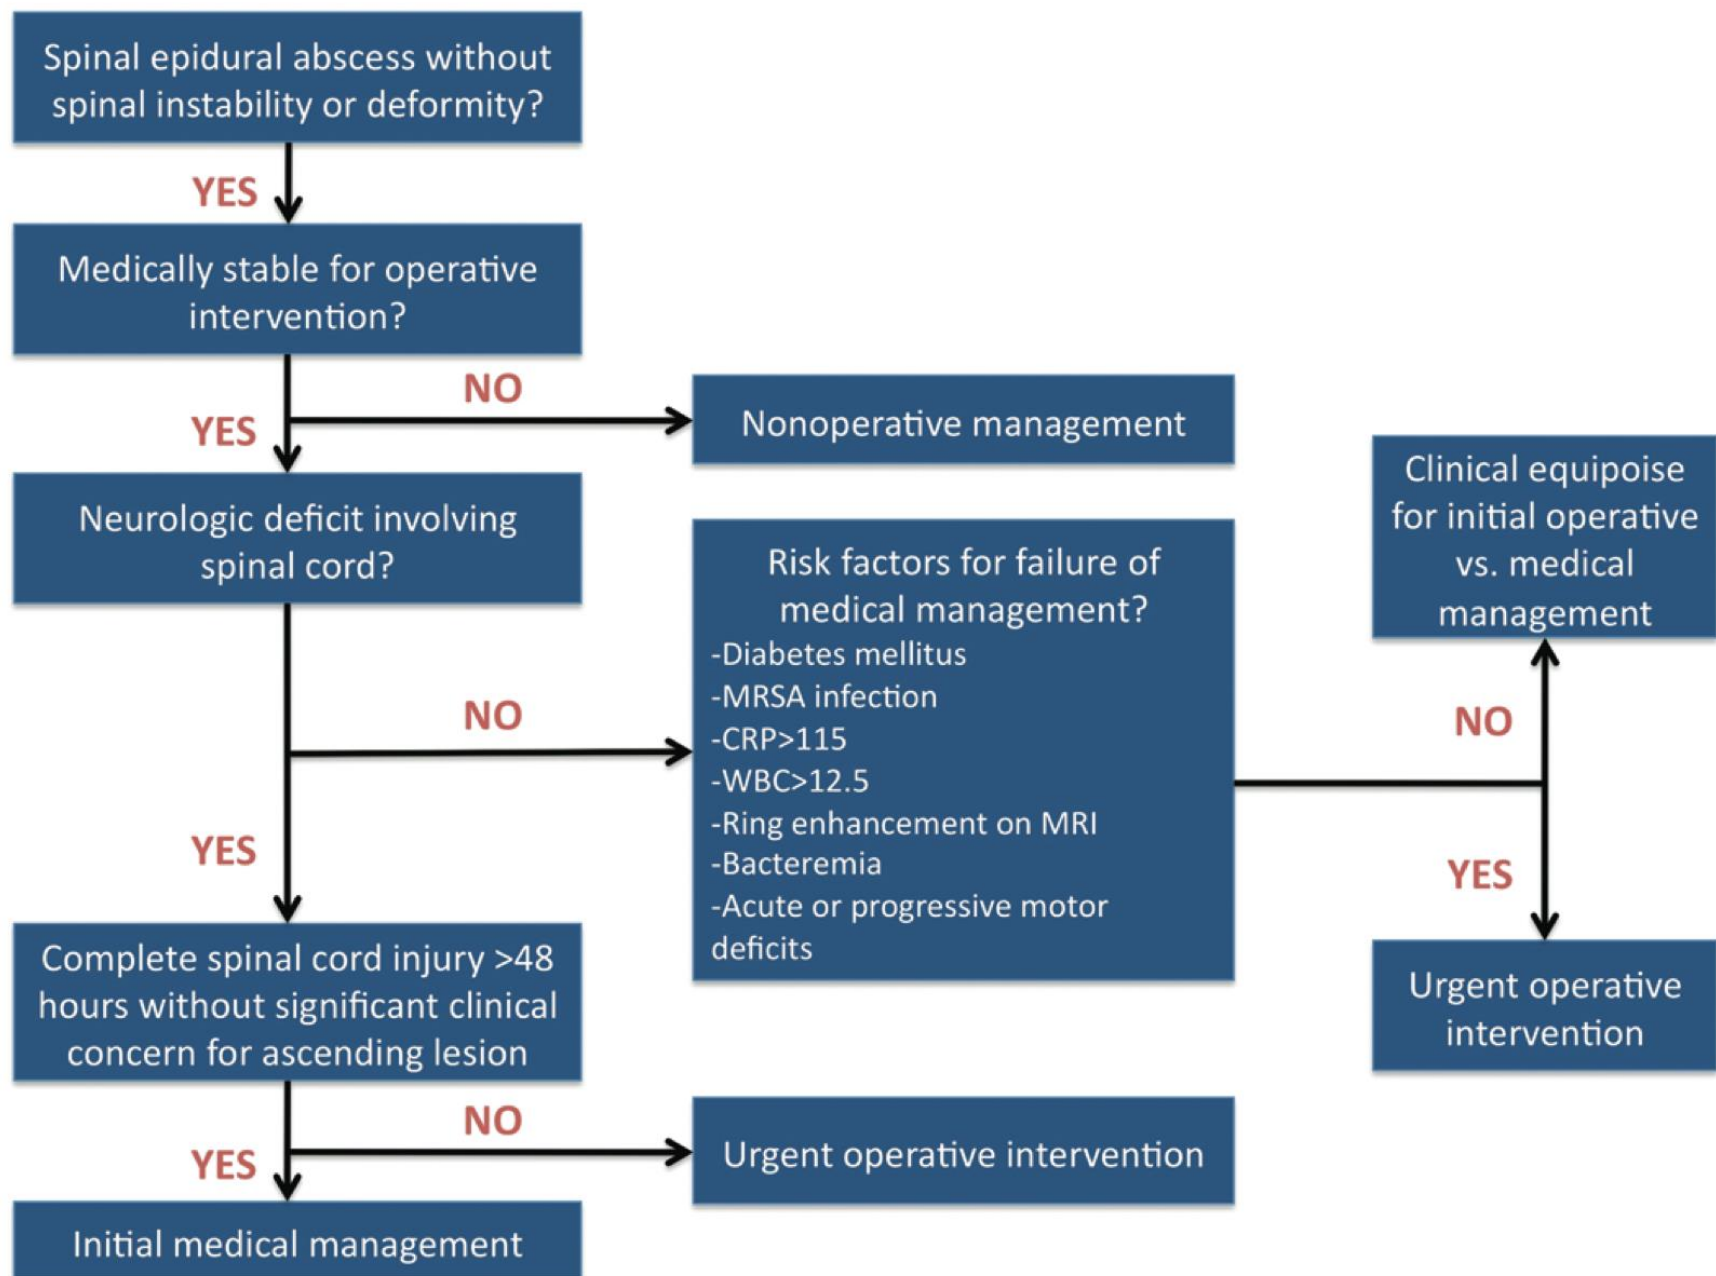 Spinal epidural abscess without
spinal instability or deformity?
YES
Medically stable for operative
intervention?
NO
YES
Nonoperative management
Neurologic deficit involving
spinal cord?
Risk factors for failure of
medical management?
-Diabetes mellitus
-MRSA infection
-CRP>115
-WBC>12.5
-Ring enhancement on MRI
-Bacteremia
-Acute or progressive motor
deficits
NO
YES
Clinical equipoise
for initial operative
vs. medical
management
NO
YES
Urgent operative
intervention
Complete spinal cord injury >48
hours without significant clinical
concern for ascending lesion
NO
YES
Urgent operative intervention
Initial medical management